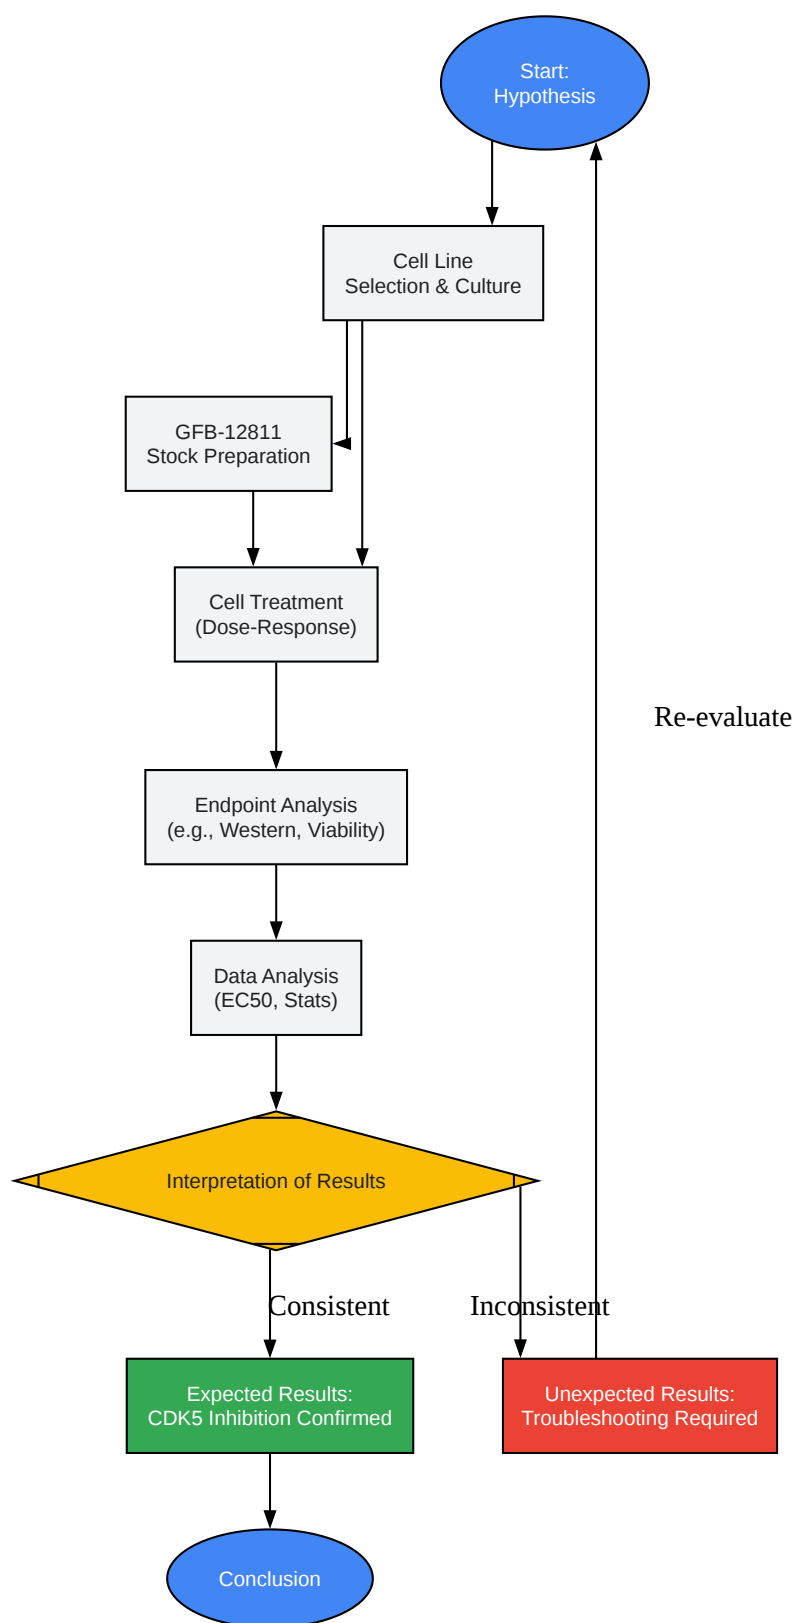 Start:
Hypothesis
Cell Line
Selection & Culture
GFB-12811
Stock Preparation
Cell Treatment
(Dose-Response)
Re-evaluate
Endpoint Analysis
(e.g., Western, Viability)
Data Analysis
(EC50, Stats)
Interpretation of Results
Consistent
Inconsistent
Expected Results:
CDK5 Inhibition Confirmed
Unexpected Results:
Troubleshooting Required
Conclusion